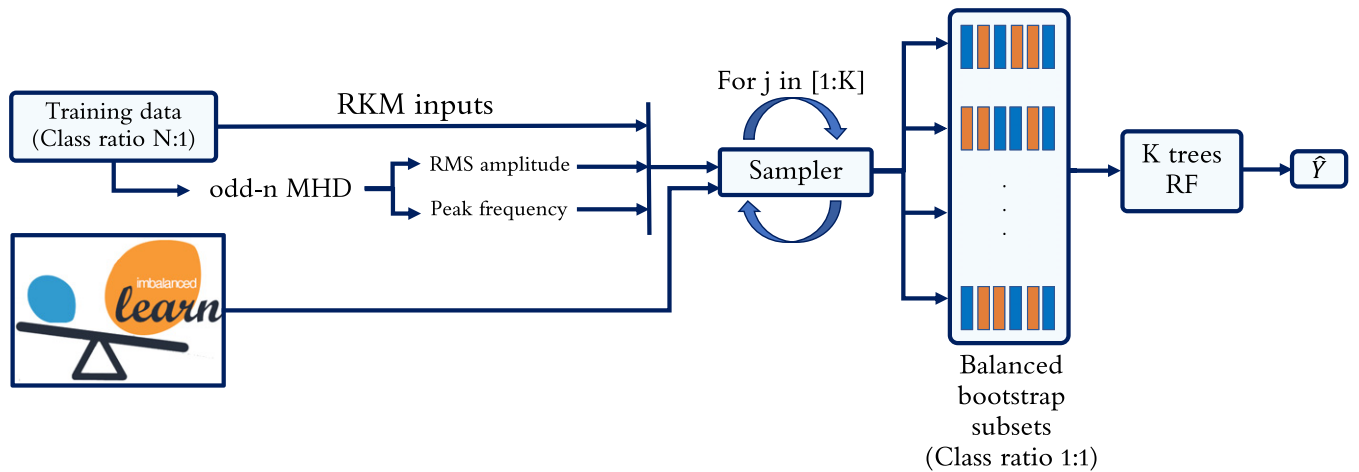 Training data
(Class ratio N:1)
RKM inputs
odd-n MHD
RMS amplitude
Peak frequency
imbalanced
learn
For j in [1:K]
Sampler
.
.
.
Balanced
bootstrap
subsets
(Class ratio 1:1)
K trees
RF
Ŷ